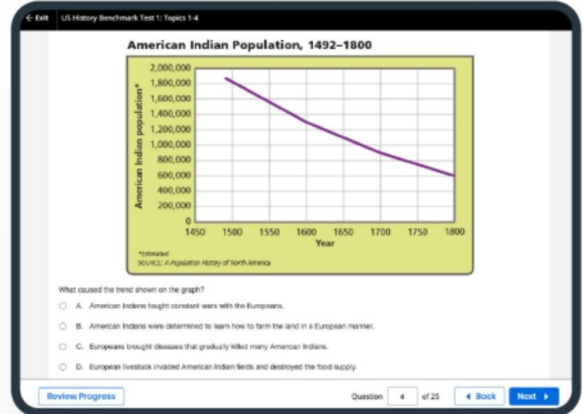 ← Exit US History Benchmark Test 1: Topics 1-4
American Indian Population, 1492–1800
American Indian population*
2,000,000
1,800,000
1,600,000
1,400,000
1,200,000
1,000,000
800,000
600,000
400,000
200,000
0
1450 1500 1550 1600 1650 1700 1750 1800
Year
*Estimated
SOURCE: A Population History of North America
What caused the trend shown on the graph?
A. American Indians fought constant wars with the Europeans.
B. American Indians were determined to learn how to farm the land in a European manner.
C. Europeans brought diseases that gradually killed many American Indians.
D. European livestock invaded American Indian fields and destroyed the food supply.
Review Progress Question 4 of 25 Back Next